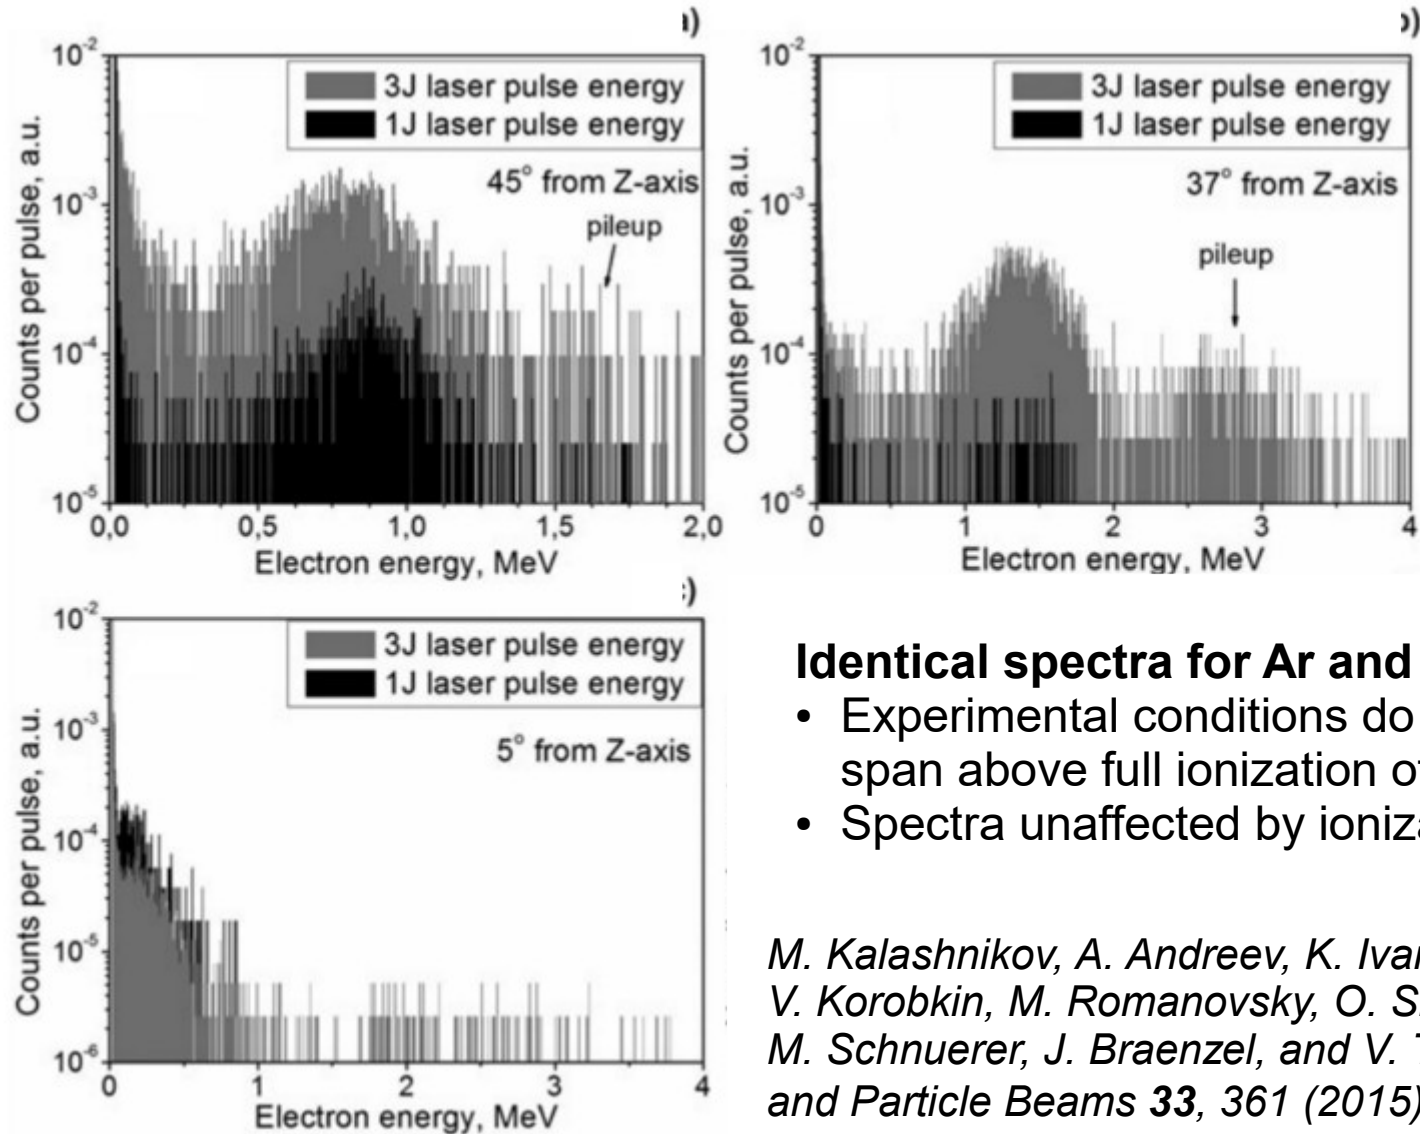 a)
10-2
3J laser pulse energy
1J laser pulse energy
45° from Z-axis
pileup
10-3
10-4
10-5
Counts per pulse, a.u.
0,0 0,5 1,0 1,5 2,0
Electron energy, MeV
b)
10-2
3J laser pulse energy
1J laser pulse energy
37° from Z-axis
pileup
10-3
10-4
10-5
Counts per pulse, a.u.
0 1 2 3 4
Electron energy, MeV
c)
10-2
3J laser pulse energy
1J laser pulse energy
5° from Z-axis
10-3
10-4
10-5
10-6
Counts per pulse, a.u.
0 1 2 3 4
Electron energy, MeV
Identical spectra for Ar and
• Experimental conditions do
span above full ionization
• Spectra unaffected by
M. Kalashnikov, A. Andreev, K.
V. Korobkin, M. Romanovsky, O.
M. Schnuerer, J. Braenzel, and V.
and Particle Beams 33, 361 (2015)